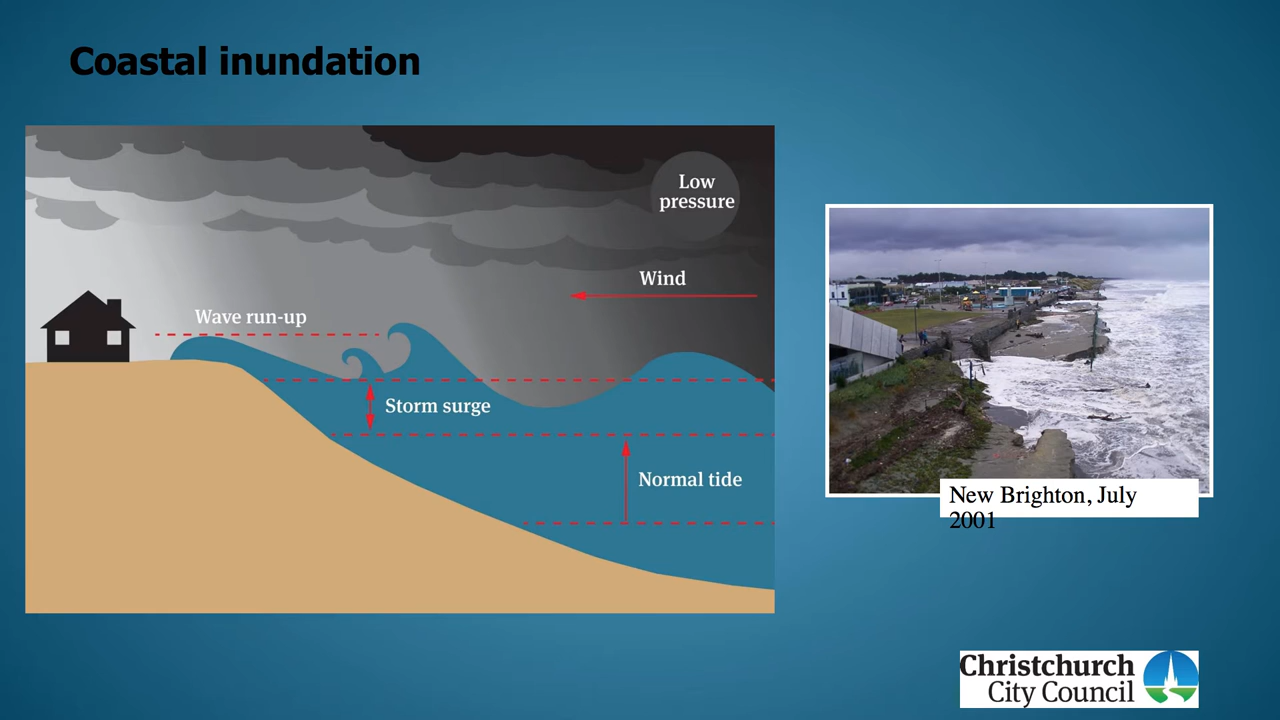 Coastal inundation
Low
pressure
Wind
Wave run-up
Storm surge
Normal tide
New Brighton, July
2001
Christchurch
City Council